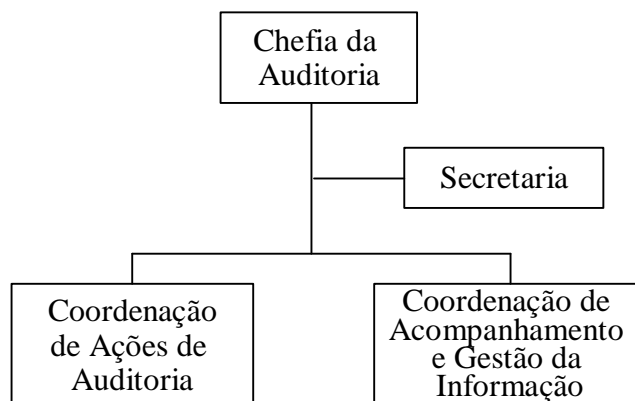 Chefia da
Auditoria
Secretaria
Coordenação
de Ações de
Auditoria
Coordenação de
Acompanhamento
e Gestão da
Informação